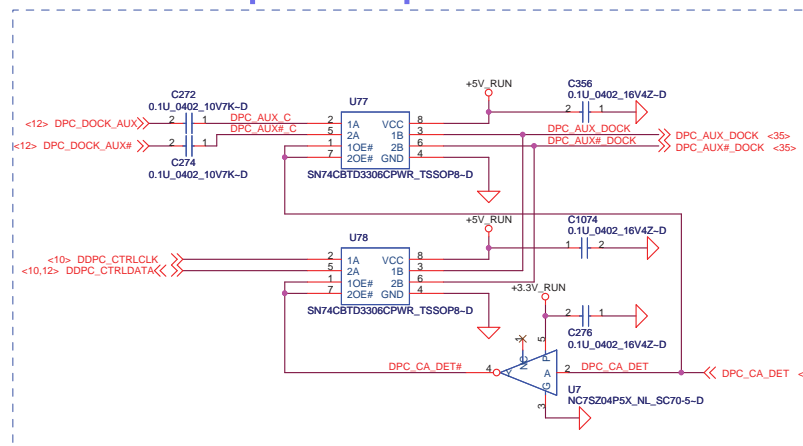 +5V_RUN
C356
0.1U_0402_16V4Z~D
2 1
C272
0.1U_0402_10V7K~D
U77
<12> DPC_DOCK_AUX 2 1 DPC_AUX_C 2 1A VCC 8
5 2A 1B 3 DPC_AUX_DOCK DPC_AUX_DOCK <35>
<12> DPC_DOCK_AUX# 2 1 DPC_AUX#_C 1 1OE# 2B 6 DPC_AUX#_DOCK DPC_AUX#_DOCK <35>
7 2OE# GND 4
C274
0.1U_0402_10V7K~D
SN74CBTD3306CPWR_TSSOP8~D
+5V_RUN
C1074
0.1U_0402_16V4Z~D
1 2
U78
<10> DDPC_CTRLCLK 2 1A VCC 8
<10,12> DDPC_CTRLDATA 5 2A 1B 3
1 1OE# 2B 6
7 2OE# GND 4
SN74CBTD3306CPWR_TSSOP8~D
+3.3V_RUN
2 1
C276
0.1U_0402_16V4Z~D
1 NC 5 P
DPC_CA_DET# 4 Y A 2 DPC_CA_DET DPC_CA_DET <
3 G
U7
NC7SZ04P5X_NL_SC70-5~D